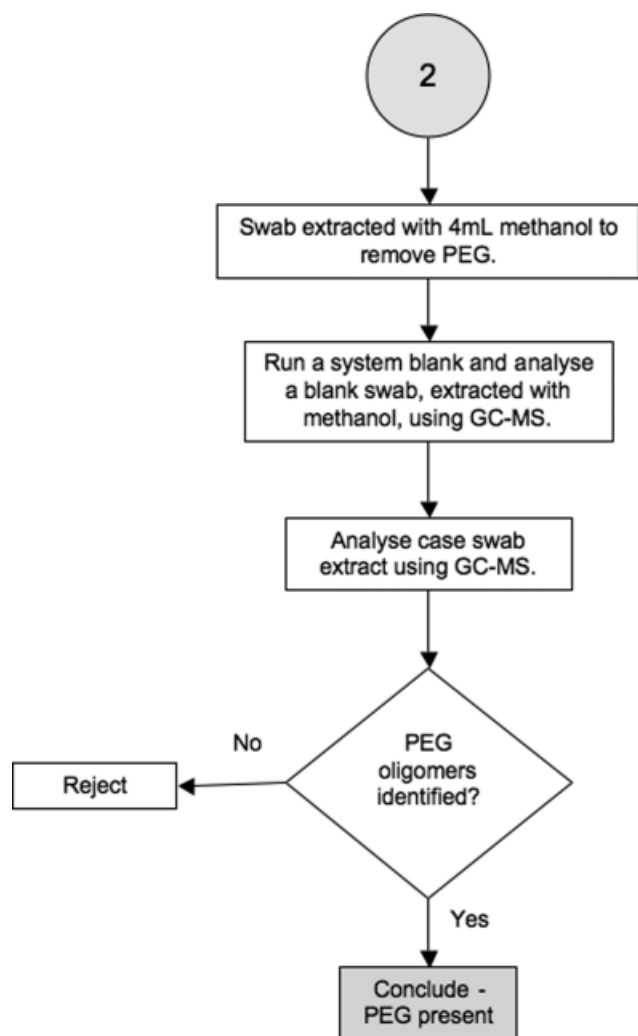 2
Swab extracted with 4mL methanol to
remove PEG.
Run a system blank and analyse
a blank swab, extracted with
methanol, using GC-MS.
Analyse case swab
extract using GC-MS.
No
PEG
oligomers
identified?
Reject
Yes
Conclude -
PEG present